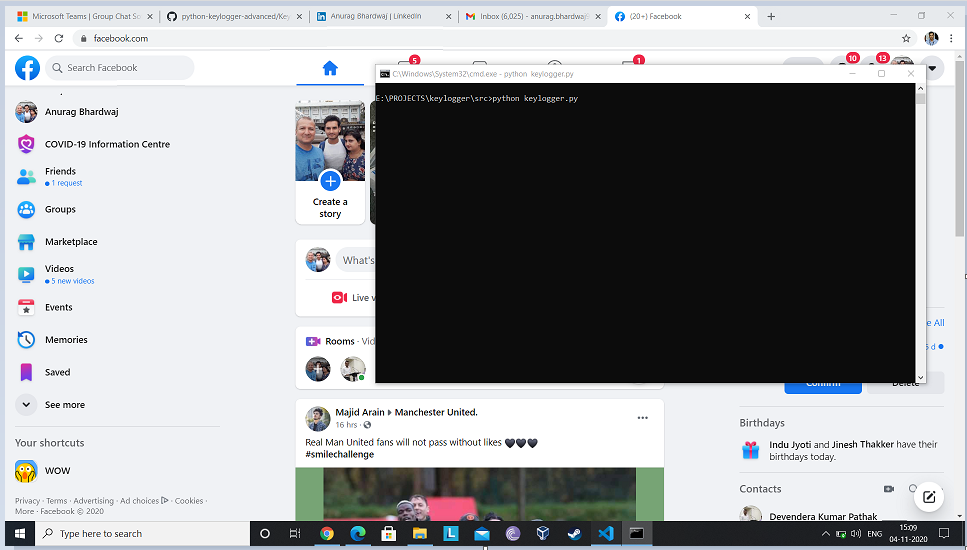 Microsoft Teams | Group Chat So
python-keylogger-advanced/Key
Anurag Bhardwaj | LinkedIn
Inbox (6,025) - anurag.bhardwaj
(20+) Facebook
facebook.com
Search Facebook
5
1
10
13
C:\Windows\System32\cmd.exe - python keylogger.py
E:\PROJECTS\keylogger\src>python keylogger.py
Anurag Bhardwaj
COVID-19 Information Centre
Friends
1 request
Groups
Marketplace
Videos
5 new videos
Events
Memories
Saved
See more
Your shortcuts
WOW
Privacy · Terms · Advertising · Ad choices · Cookies ·
More · Facebook © 2020
Create a
story
What's
Live v
Rooms · Vid
Majid Arain Manchester United.
16 hrs ·
Real Man United fans will not pass without likes 🖤🖤🖤
#smilechallenge
e All
5 d
Confirm
Delete
Birthdays
Indu Jyoti and Jinesh Thakker have their
birthdays today.
Contacts
Devendera Kumar Pathak
Type here to search
L
ENG
15:09
04-11-2020